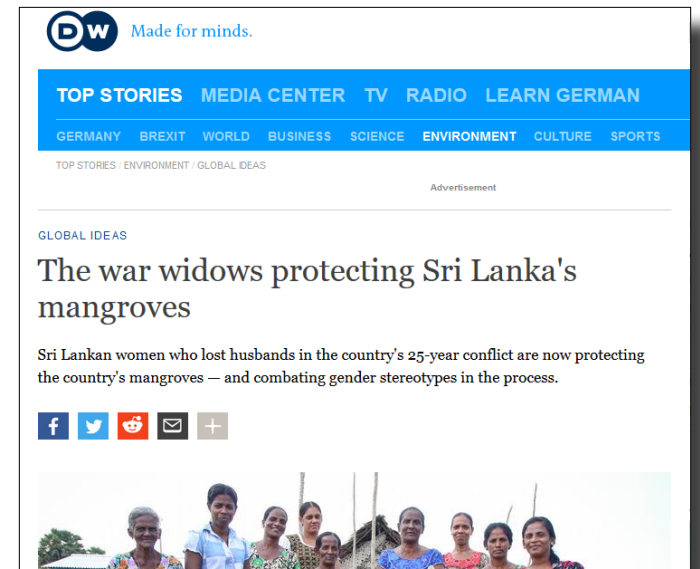 DW Made for minds.
TOP STORIES MEDIA CENTER TV RADIO LEARN GERMAN
GERMANY BREXIT WORLD BUSINESS SCIENCE ENVIRONMENT CULTURE SPORTS
TOP STORIES / ENVIRONMENT / GLOBAL IDEAS
Advertisement
GLOBAL IDEAS
The war widows protecting Sri Lanka's
mangroves
Sri Lankan women who lost husbands in the country's 25-year conflict are now protecting
the country's mangroves — and combating gender stereotypes in the process.